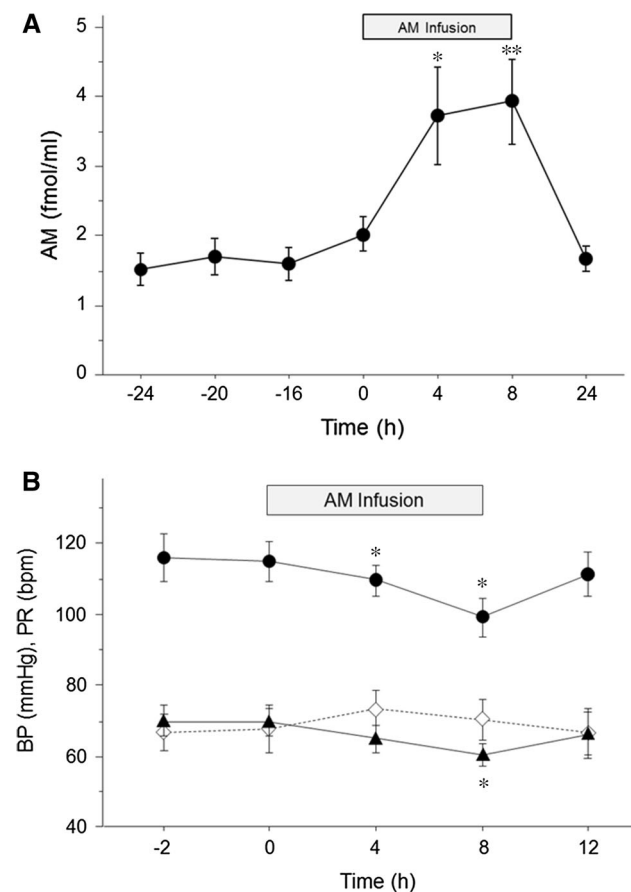 A
AM Infusion
5
4
3
2
1
0
* **
AM (fmol/ml)
-24 -20 -16 0 4 8 24
Time (h)
B
AM Infusion
120
100
80
60
40
* *
*
BP (mmHg), PR (bpm)
-2 0 4 8 12
Time (h)